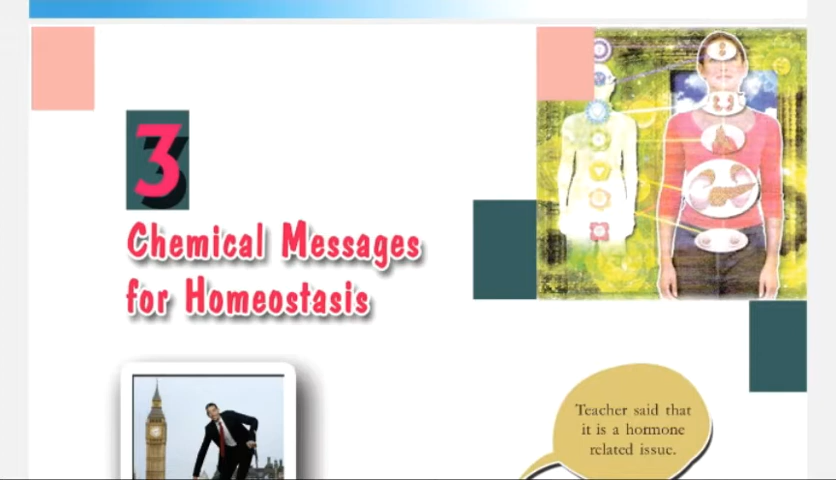 3
Chemical Messages
for Homeostasis
Teacher said that
it is a hormone
related issue.